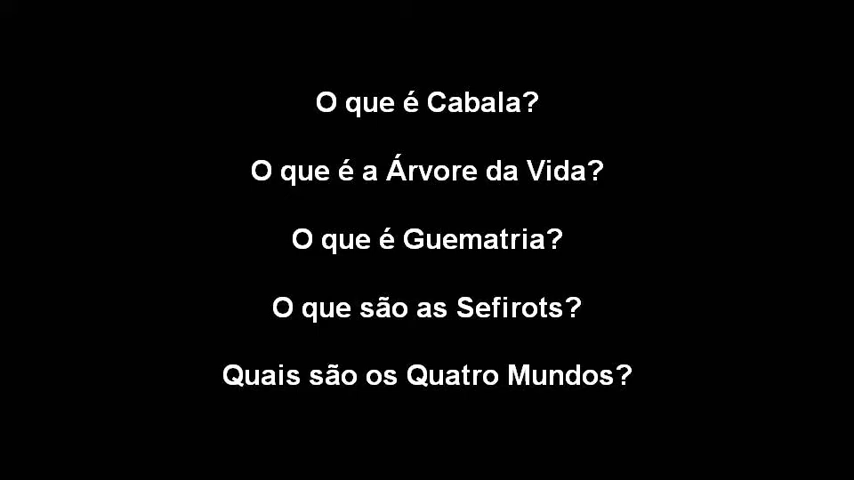 O que é Cabala?
O que é a Árvore da Vida?
O que é Guematria?
O que são as Sefirots?
Quais são os Quatro Mundos?